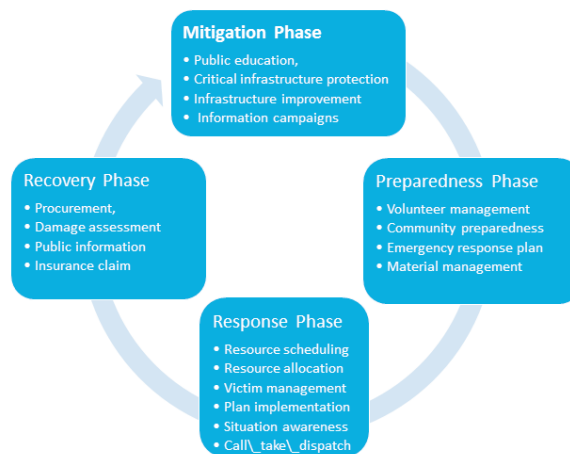 Mitigation Phase
• Public education,
• Critical infrastructure protection
• Infrastructure improvement
• Information campaigns
Recovery Phase
• Procurement,
• Damage assessment
• Public information
• Insurance claim
Preparedness Phase
• Volunteer management
• Community preparedness
• Emergency response plan
• Material management
Response Phase
• Resource scheduling
• Resource allocation
• Victim management
• Plan implementation
• Situation awareness
• Call\_take\_dispatch